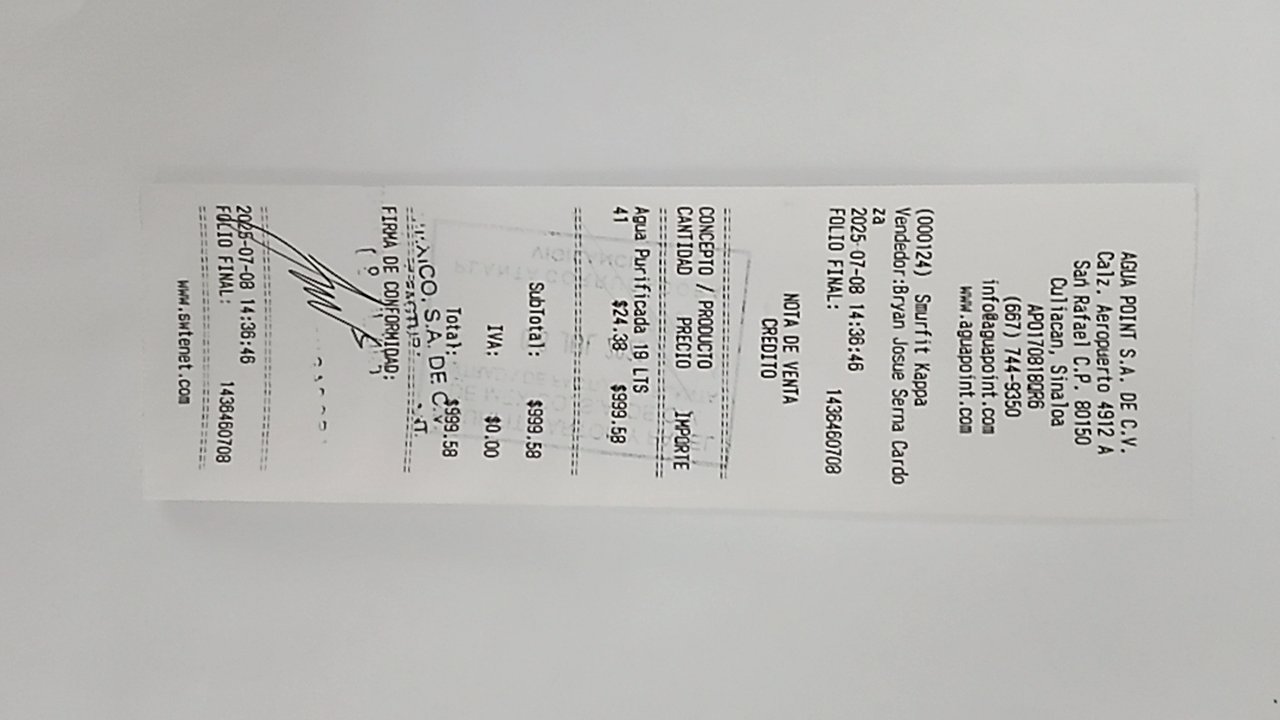 AGUA POINT S.A. DE C.V.
Calz. Aeropuerto 4912 A
San Rafael C.P. 80150
Culiacan, Sinaloa
APO170818QR6
(667) 744-9350
info@aguapoint.com
www.aguapoint.com
(000124) Smurfit Kappa
Vendedor:Bryan Josue Serna Cardo
za
2025-07-08 14:36:46
FOLIO FINAL: 1436460708
NOTA DE VENTA
CREDITO
CONCEPTO / PRODUCTO
CANTIDAD PRECIO IMPORTE
Agua Purificada 19 LTS
41 $24.38 $999.58
SubTotal: $999.58
IVA: $0.00
Total: $999.58
S.A. DE C.V.
FIRMA DE CONFORMIDAD:
2025-07-08 14:36:46
FOLIO FINAL: 1436460708
www.swtenet.com